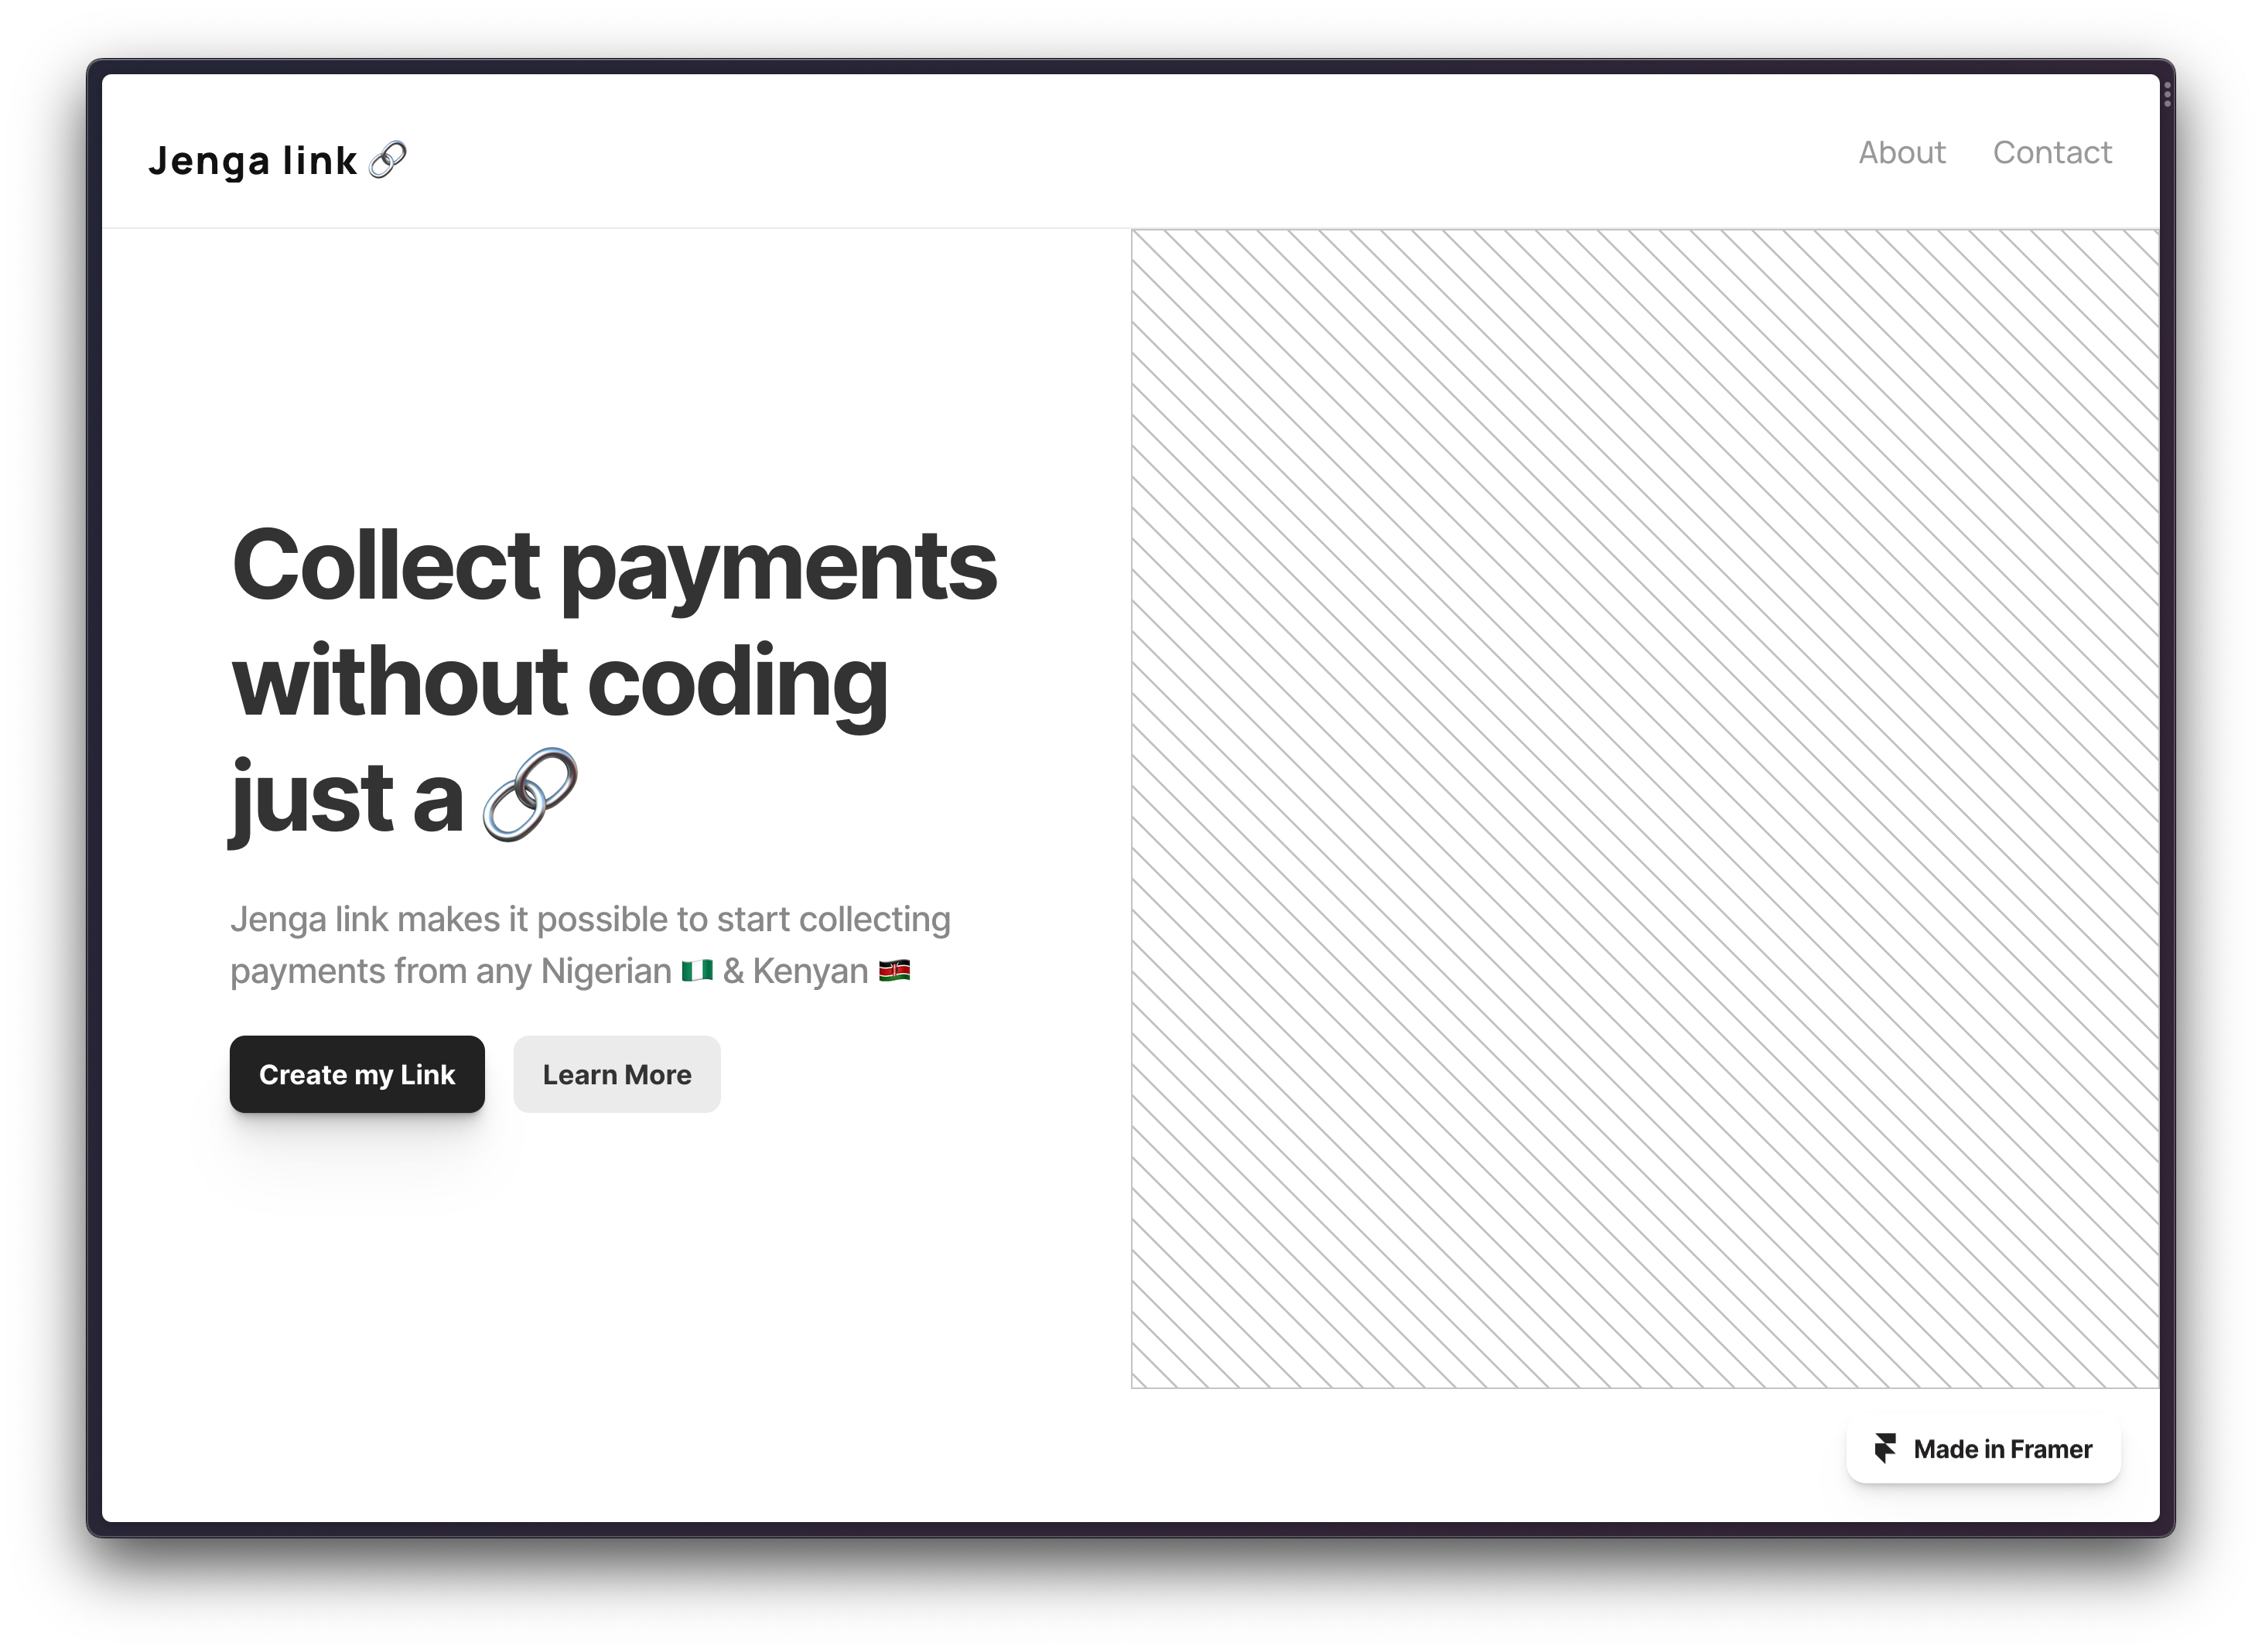 Jenga link 🔗
About
Contact
Collect payments
without coding
just a 🔗
Jenga link makes it possible to start collecting
payments from any Nigerian 🇳🇬 & Kenyan 🇰🇪
Create my Link
Learn More
Made in Framer